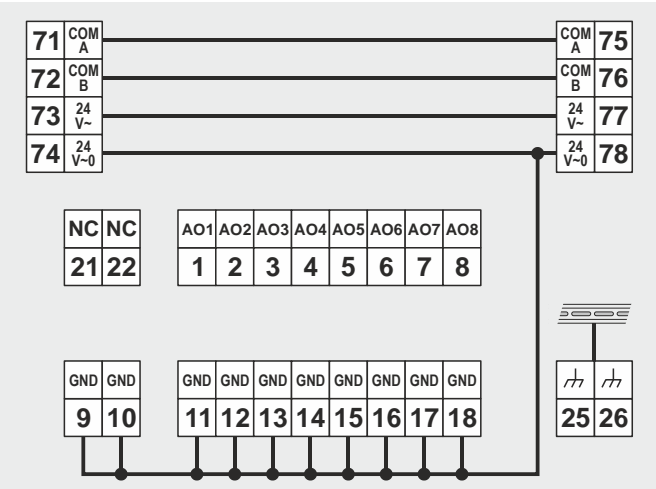 71 COM A COM A 75
72 COM B COM B 76
73 24 V~ 24 V~ 77
74 24 V~0 24 V~0 78
NC NC AO1 AO2 AO3 AO4 AO5 AO6 AO7 AO8
21 22 1 2 3 4 5 6 7 8
GND GND GND GND GND GND GND GND GND GND
9 10 11 12 13 14 15 16 17 18 25 26